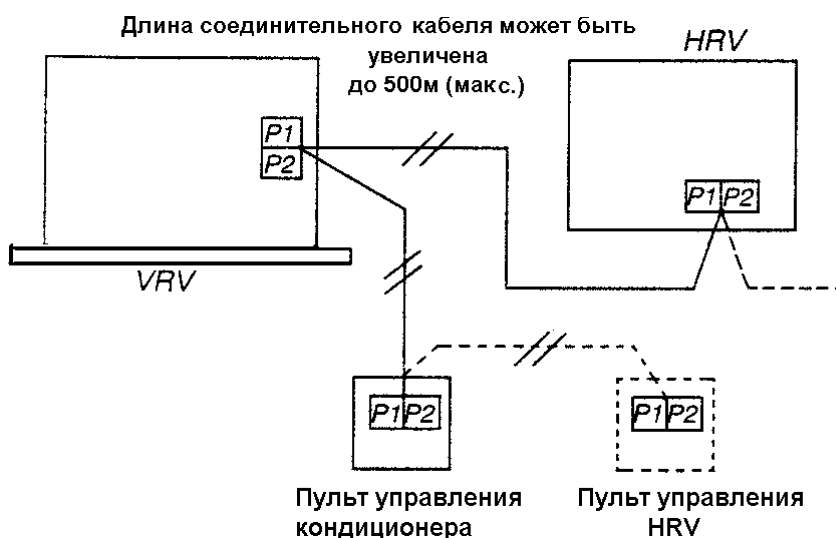 Длина соединительного кабеля может быть
увеличена
до 500м (макс.)
HRV
P1
P2
P1 P2
VRV
P1 P2
P1 P2
Пульт управления
кондиционера
Пульт управления
HRV